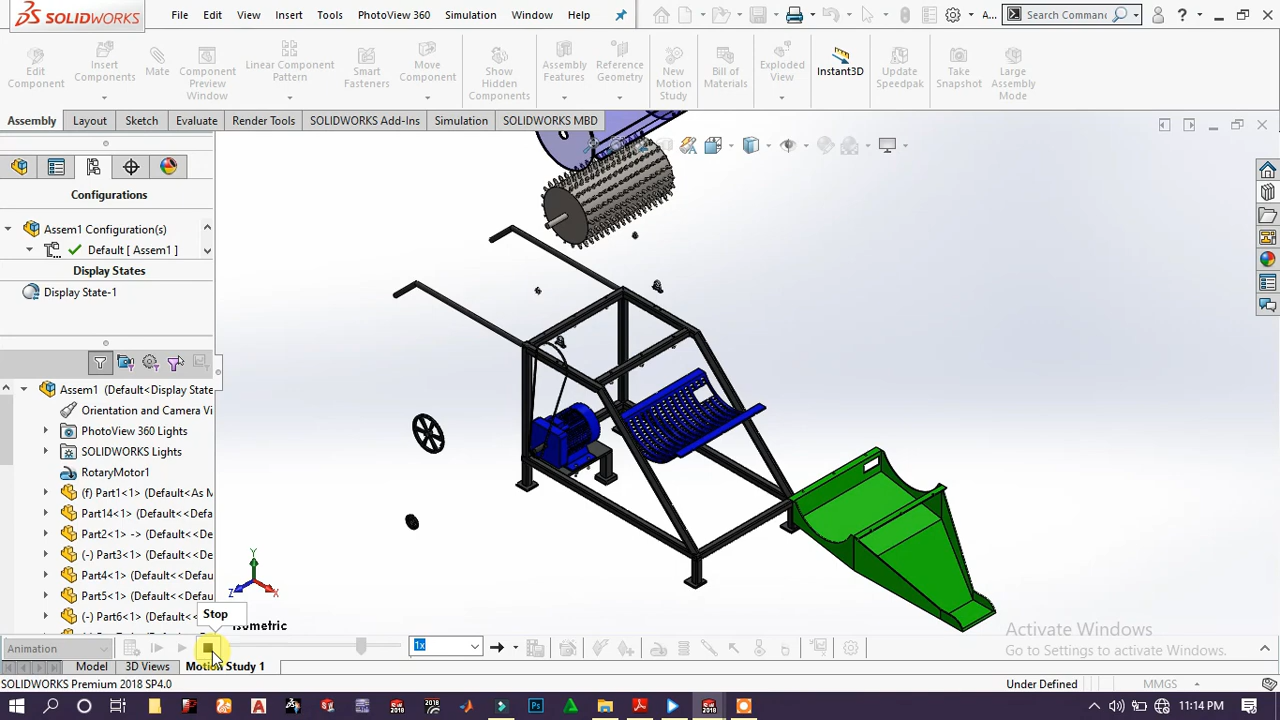 SOLIDWORKS File Edit View Insert Tools PhotoView 360 Simulation Window Help A... Search Commands ?
Edit Component
Insert Components
Mate
Component Preview Window
Linear Component Pattern
Smart Fasteners
Move Component
Show Hidden Components
Assembly Features
Reference Geometry
New Motion Study
Bill of Materials
Exploded View
Instant3D
Update Speedpak
Take Snapshot
Large Assembly Mode
Assembly Layout Sketch Evaluate Render Tools SOLIDWORKS Add-Ins Simulation SOLIDWORKS MBD
Configurations
Assem1 Configuration(s)
Default [ Assem1 ]
Display States
Display State-1
Assem1 (Default<Display State
Orientation and Camera Vi
PhotoView 360 Lights
SOLIDWORKS Lights
RotaryMotor1
(f) Part1<1> (Default<As M
Part14<1> (Default<<Defau
Part2<1> -> (Default<<De
(-) Part3<1> (Default<<De
Part4<1> (Default<<Defau
Part5<1> (Default<<Defau
(-) Part6<1> (Default<<De
Y
Z
X
Stop
Isometric
Animation 1x
Model 3D Views Motion Study 1
Activate Windows
Go to Settings to activate Windows.
SOLIDWORKS Premium 2018 SP4.0 Under Defined MMGS
11:14 PM